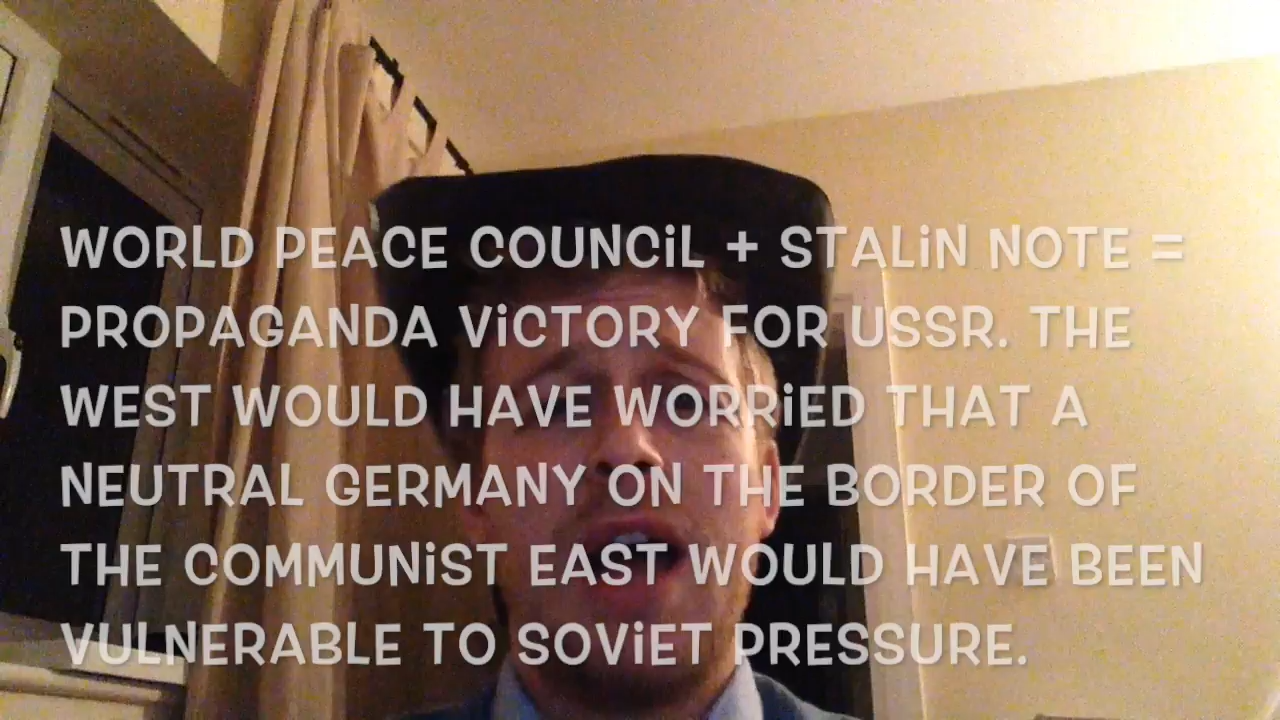 WORLD PEACE COUNCiL + STALiN NOTE =
PROPAGANDA ViCTORY FOR USSR. THE
WEST WOULD HAVE WORRiED THAT A
NEUTRAL GERMANY ON THE BORDER OF
THE COMMUNiST EAST WOULD HAVE BEEN
VULNERABLE TO SOViET PRESSURE.